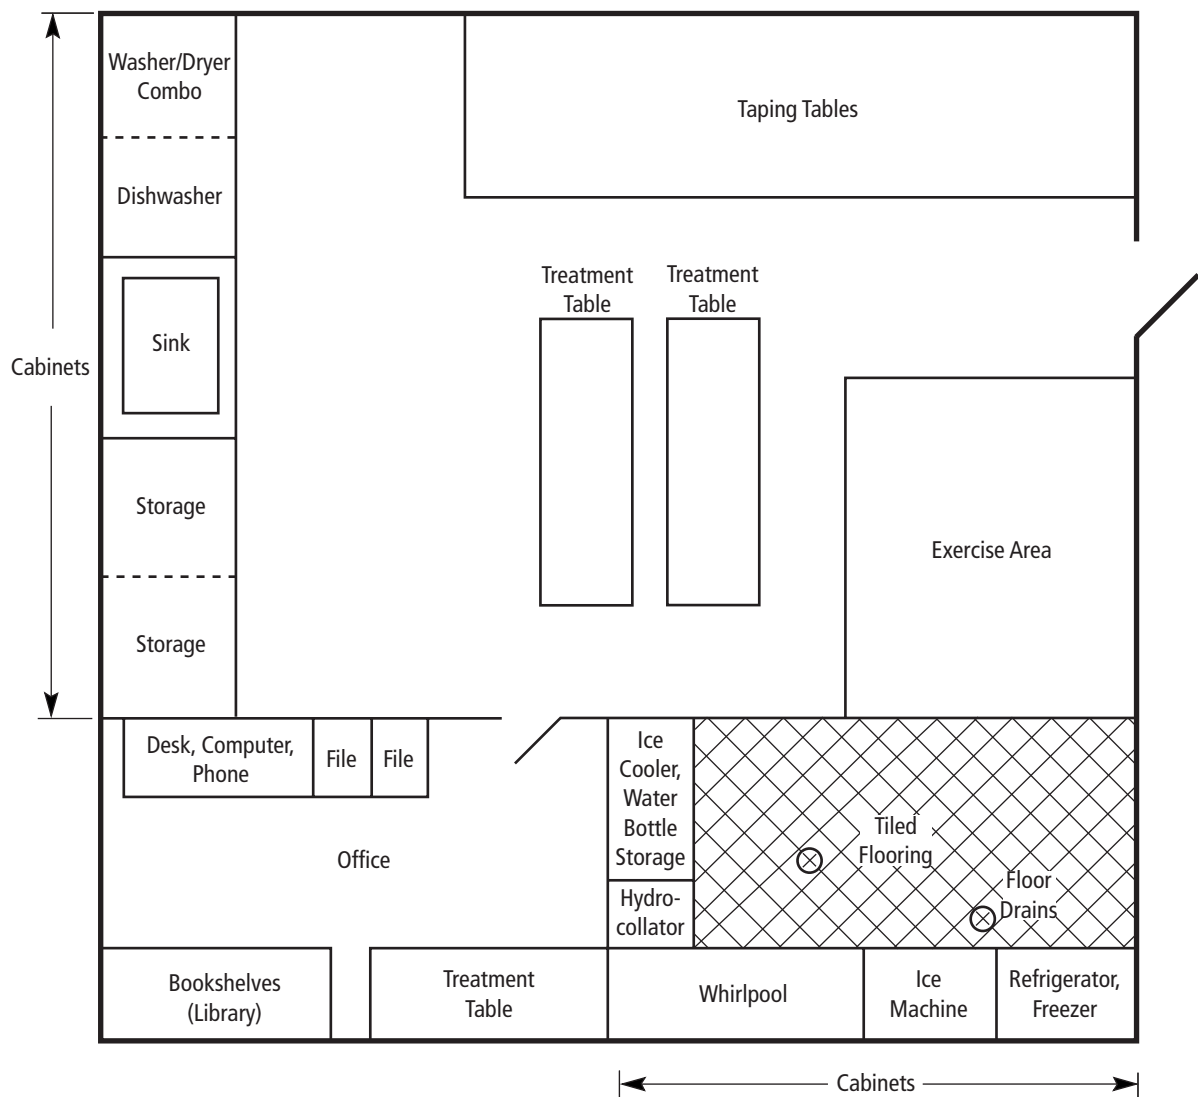 Washer/Dryer
Combo
Taping Tables
Dishwasher
Treatment
Table
Treatment
Table
Sink
Cabinets
Storage
Exercise Area
Storage
Desk, Computer,
Phone
File
File
Ice
Cooler,
Water
Bottle
Storage
Tiled
Flooring
Office
Floor
Drains
Hydro-
collator
Bookshelves
(Library)
Treatment
Table
Whirlpool
Ice
Machine
Refrigerator,
Freezer
Cabinets